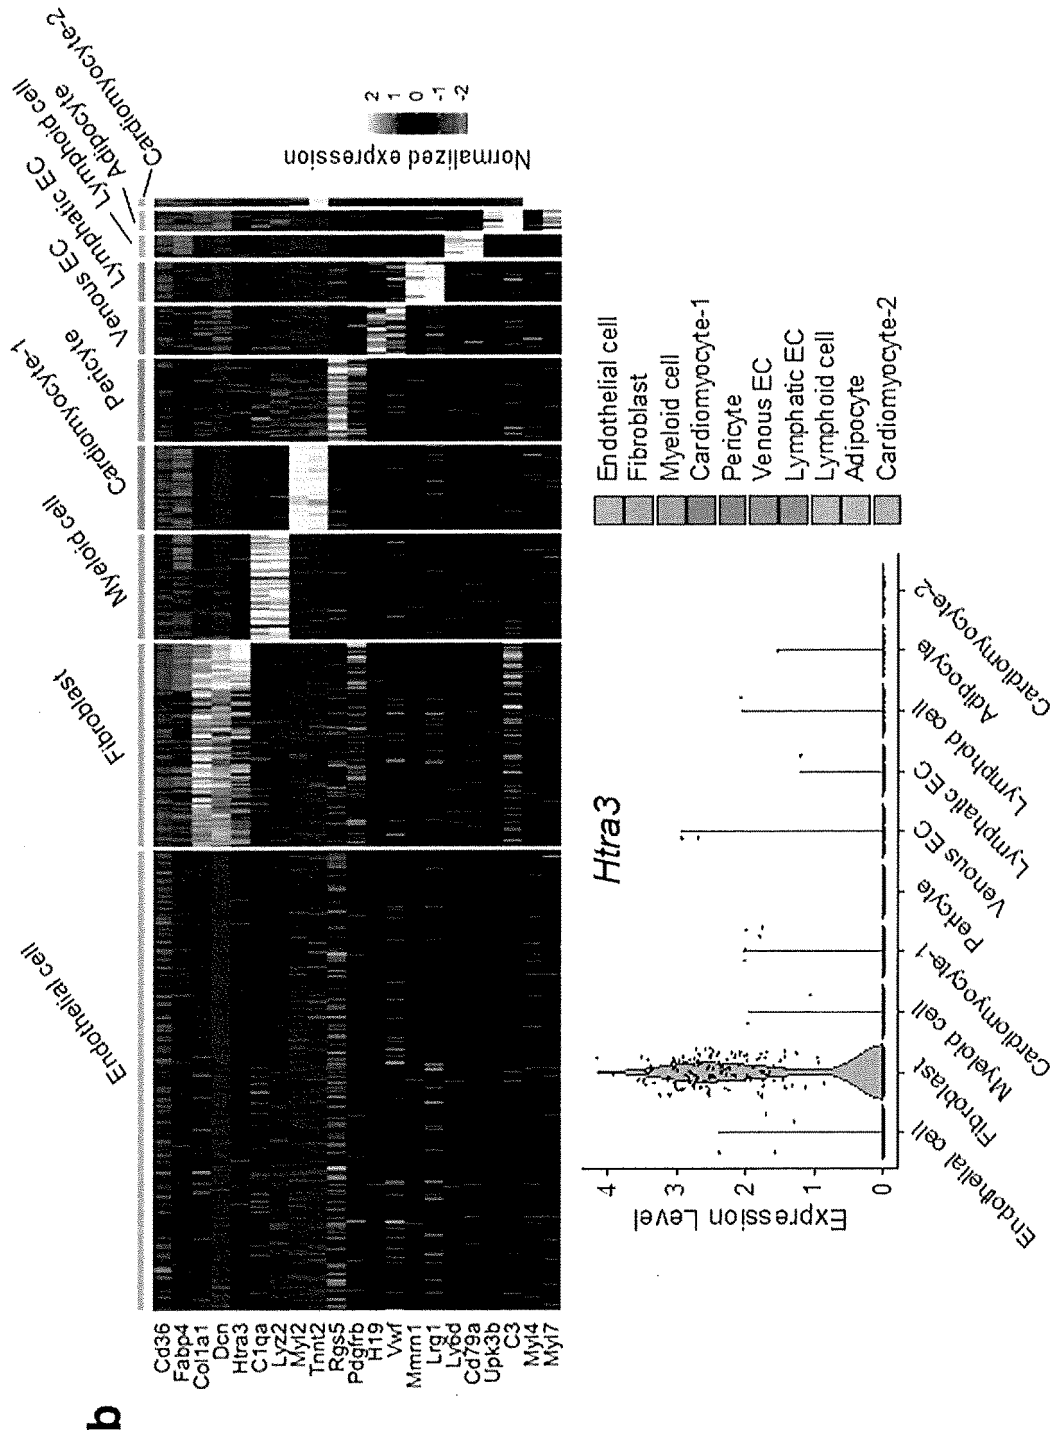 b
Endothelial cell
Fibroblast
Myeloid cell
Cardiomyocyte-1
Pericyte
Venous EC
Lymphatic EC
Lymphoid cell
Adipocyte
Cardiomyocyte-2
Cd36
Fabp4
Col1a1
Dcn
Htra3
C1qa
Lyz2
Myl2
Tnnt2
Rgs5
Pdgfrb
H19
Vwf
Mmrn1
Lrg1
Ly6d
Cd79a
Upk3b
C3
Myl4
Myl7
Normalized expression
2
1
0
-1
-2
Htra3
Expression Level
4
3
2
1
0
Endothelial cell
Fibroblast
Myeloid cell
Cardiomyocyte-1
Pericyte
Venous EC
Lymphatic EC
Lymphoid cell
Adipocyte
Cardiomyocyte-2
Endothelial cell
Fibroblast
Myeloid cell
Cardiomyocyte-1
Pericyte
Venous EC
Lymphatic EC
Lymphoid cell
Adipocyte
Cardiomyocyte-2